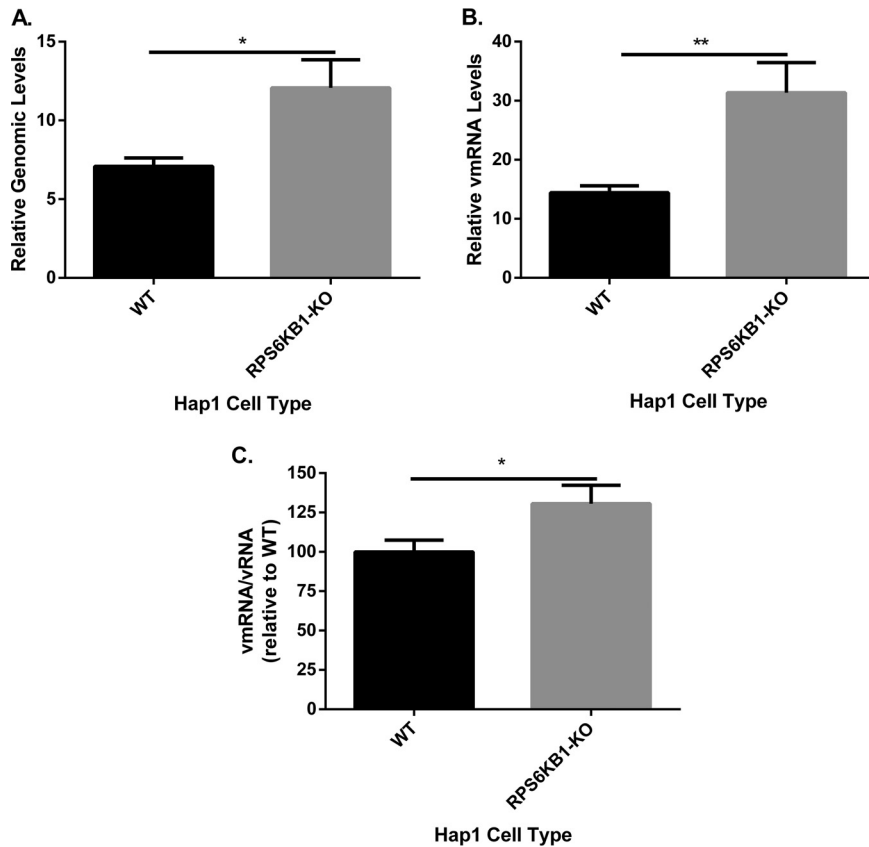 A.
*
15
10
5
0
Relative Genomic Levels
WT
RPS6KB1-KO
Hap1 Cell Type
B.
**
40
30
20
10
0
Relative vmRNA Levels
WT
RPS6KB1-KO
Hap1 Cell Type
C.
*
150
125
100
75
50
25
0
vmRNA/vRNA
(relative to WT)
WT
RPS6KB1-KO
Hap1 Cell Type